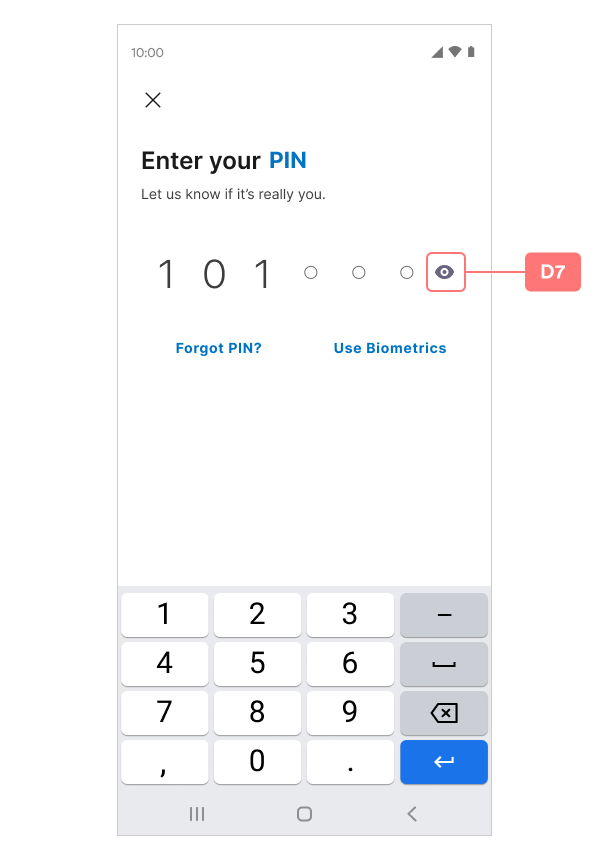 10:00
Enter your PIN
Let us know if it's really you.
1 0 1
D7
Forgot PIN? Use Biometrics
1 2 3 –
4 5 6
7 8 9
, 0 .